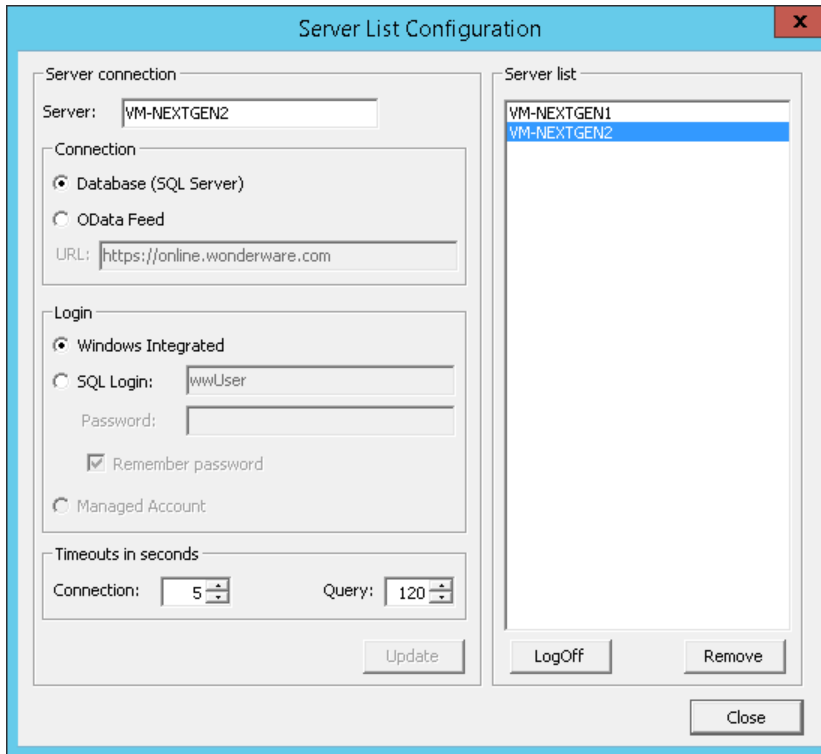 Server List Configuration
x
Server connection
Server: VM-NEXTGEN2
Connection
Database (SQL Server)
OData Feed
URL: https://online.wonderware.com
Login
Windows Integrated
SQL Login: wwUser
Password:
Remember password
Managed Account
Timeouts in seconds
Connection: 5 Query: 120
Update
Server list
VM-NEXTGEN1
VM-NEXTGEN2
LogOff Remove
Close